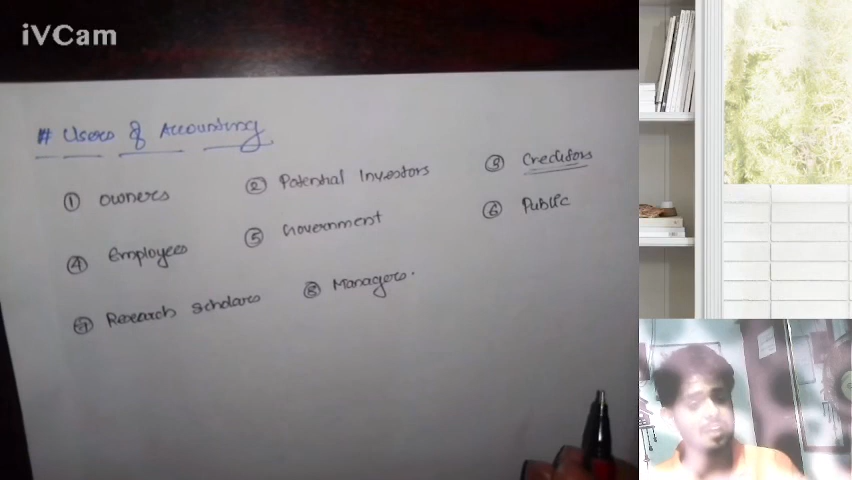 iVCam
# Users of Accounting
① owners ② Potential Investors ③ Creditors
④ Employees ⑤ Government ⑥ Public
⑦ Research scholars ⑧ Managers.